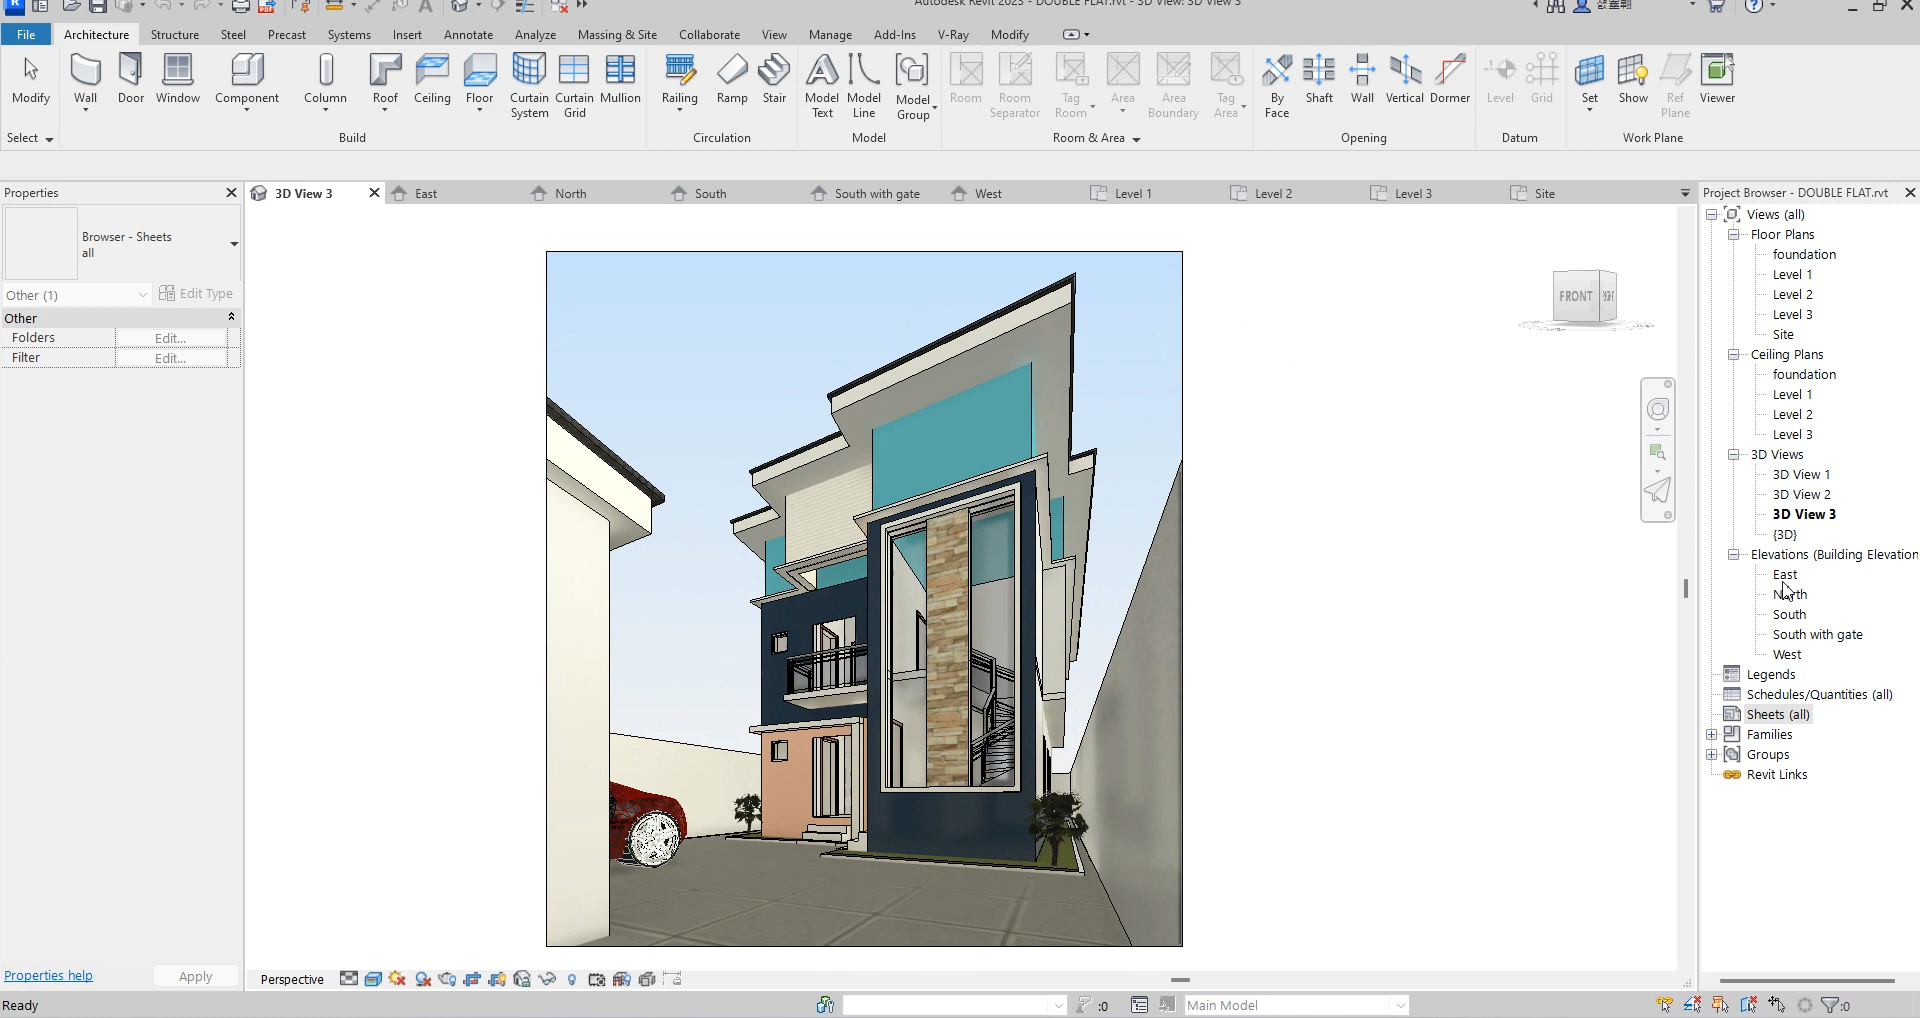 Autodesk Revit 2023 - DOUBLE FLAT.rvt - 3D View: 3D View 3
File Architecture Structure Steel Precast Systems Insert Annotate Analyze Massing & Site Collaborate View Manage Add-Ins V-Ray Modify
Modify Wall Door Window Component Column Roof Ceiling Floor Curtain System Curtain Grid Mullion Railing Ramp Stair Model Text Model Line Model Group Room Room Separator Tag Room Area Area Boundary Tag Area By Face Shaft Wall Vertical Dormer Level Grid Set Show Ref Plane Viewer
Select Build Circulation Model Room & Area Opening Datum Work Plane
Properties
3D View 3 East North South South with gate West Level 1 Level 2 Level 3 Site
Project Browser - DOUBLE FLAT.rvt
Browser - Sheets
all
Other (1) Edit Type
Other
Folders Edit...
Filter Edit...
FRONT
Views (all)
Floor Plans
foundation
Level 1
Level 2
Level 3
Site
Ceiling Plans
foundation
Level 1
Level 2
Level 3
3D Views
3D View 1
3D View 2
3D View 3
{3D}
Elevations (Building Elevation
East
North
South
South with gate
West
Legends
Schedules/Quantities (all)
Sheets (all)
Families
Groups
Revit Links
Properties help Apply
Perspective
Ready :0 Main Model :0